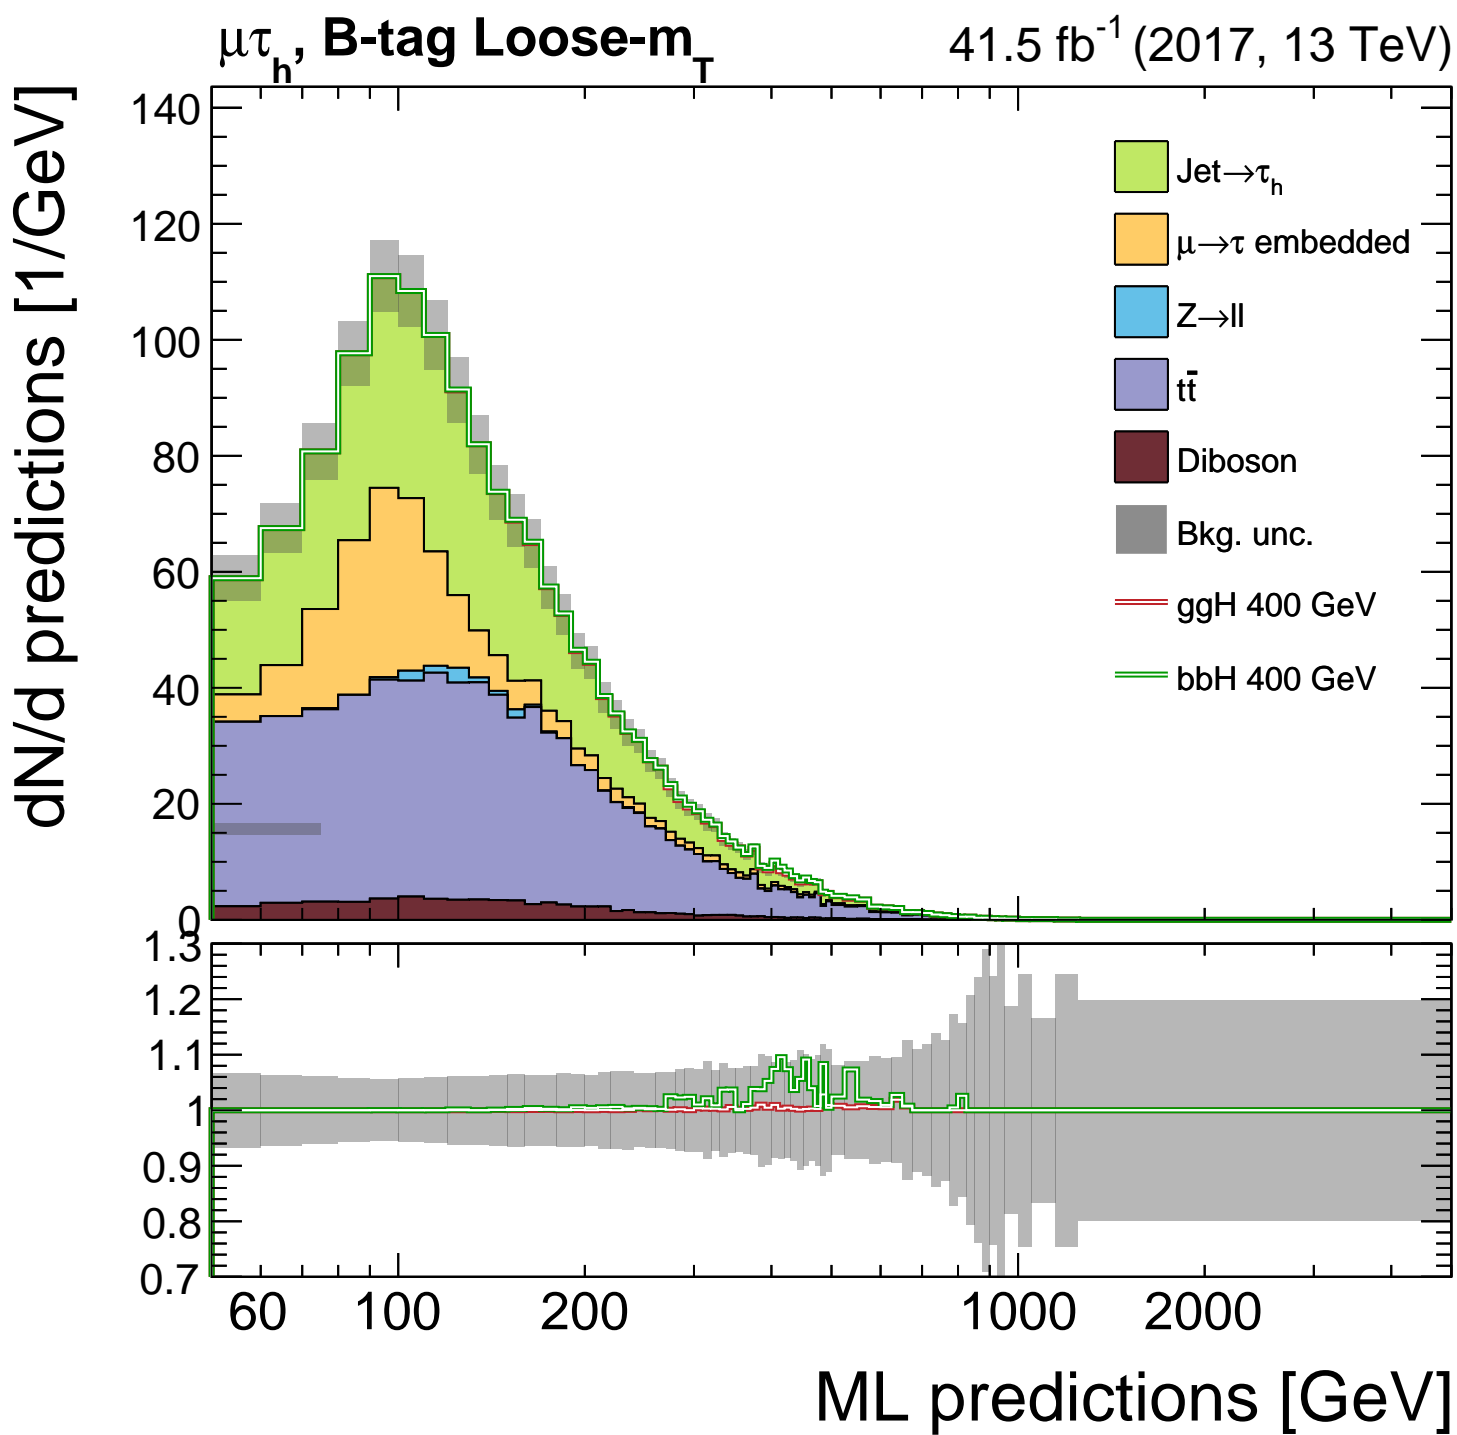 μτh, B-tag Loose-mT 41.5 fb-1 (2017, 13 TeV)
dN/d predictions [1/GeV]
140
120
100
80
60
40
20
0
Jet→τh
μ→τ embedded
Z→ll
tt̄
Diboson
Bkg. unc.
ggH 400 GeV
bbH 400 GeV
1.3
1.2
1.1
1
0.9
0.8
0.7
60 100 200 1000 2000
ML predictions [GeV]